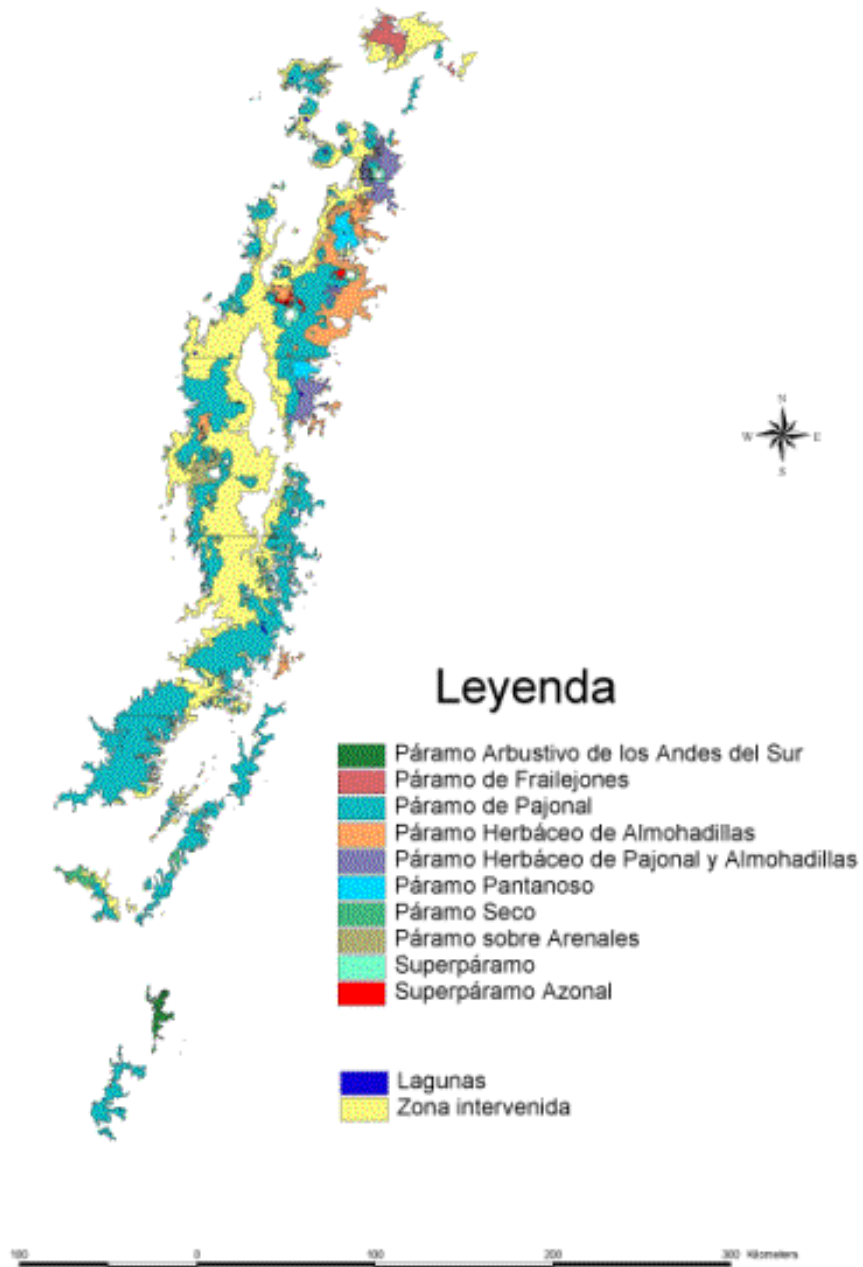 N
W E
S
Leyenda
Páramo Arbustivo de los Andes del Sur
Páramo de Frailejones
Páramo de Pajonal
Páramo Herbáceo de Almohadillas
Páramo Herbáceo de Pajonal y Almohadillas
Páramo Pantanoso
Páramo Seco
Páramo sobre Arenales
Superpáramo
Superpáramo Azonal
Lagunas
Zona intervenida
100 0 100 200 300 Kilometers